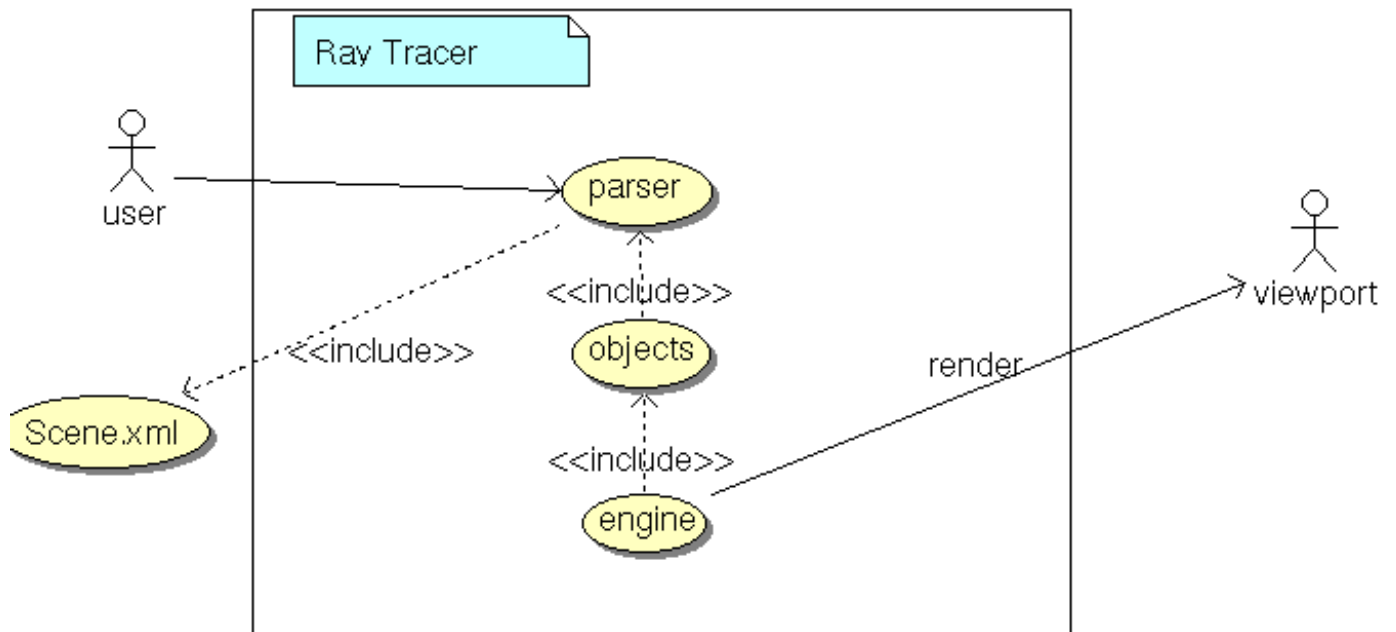 Ray Tracer
parser
user
<<include>>
viewport
<<include>>
objects
render
Scene.xml
<<include>>
engine